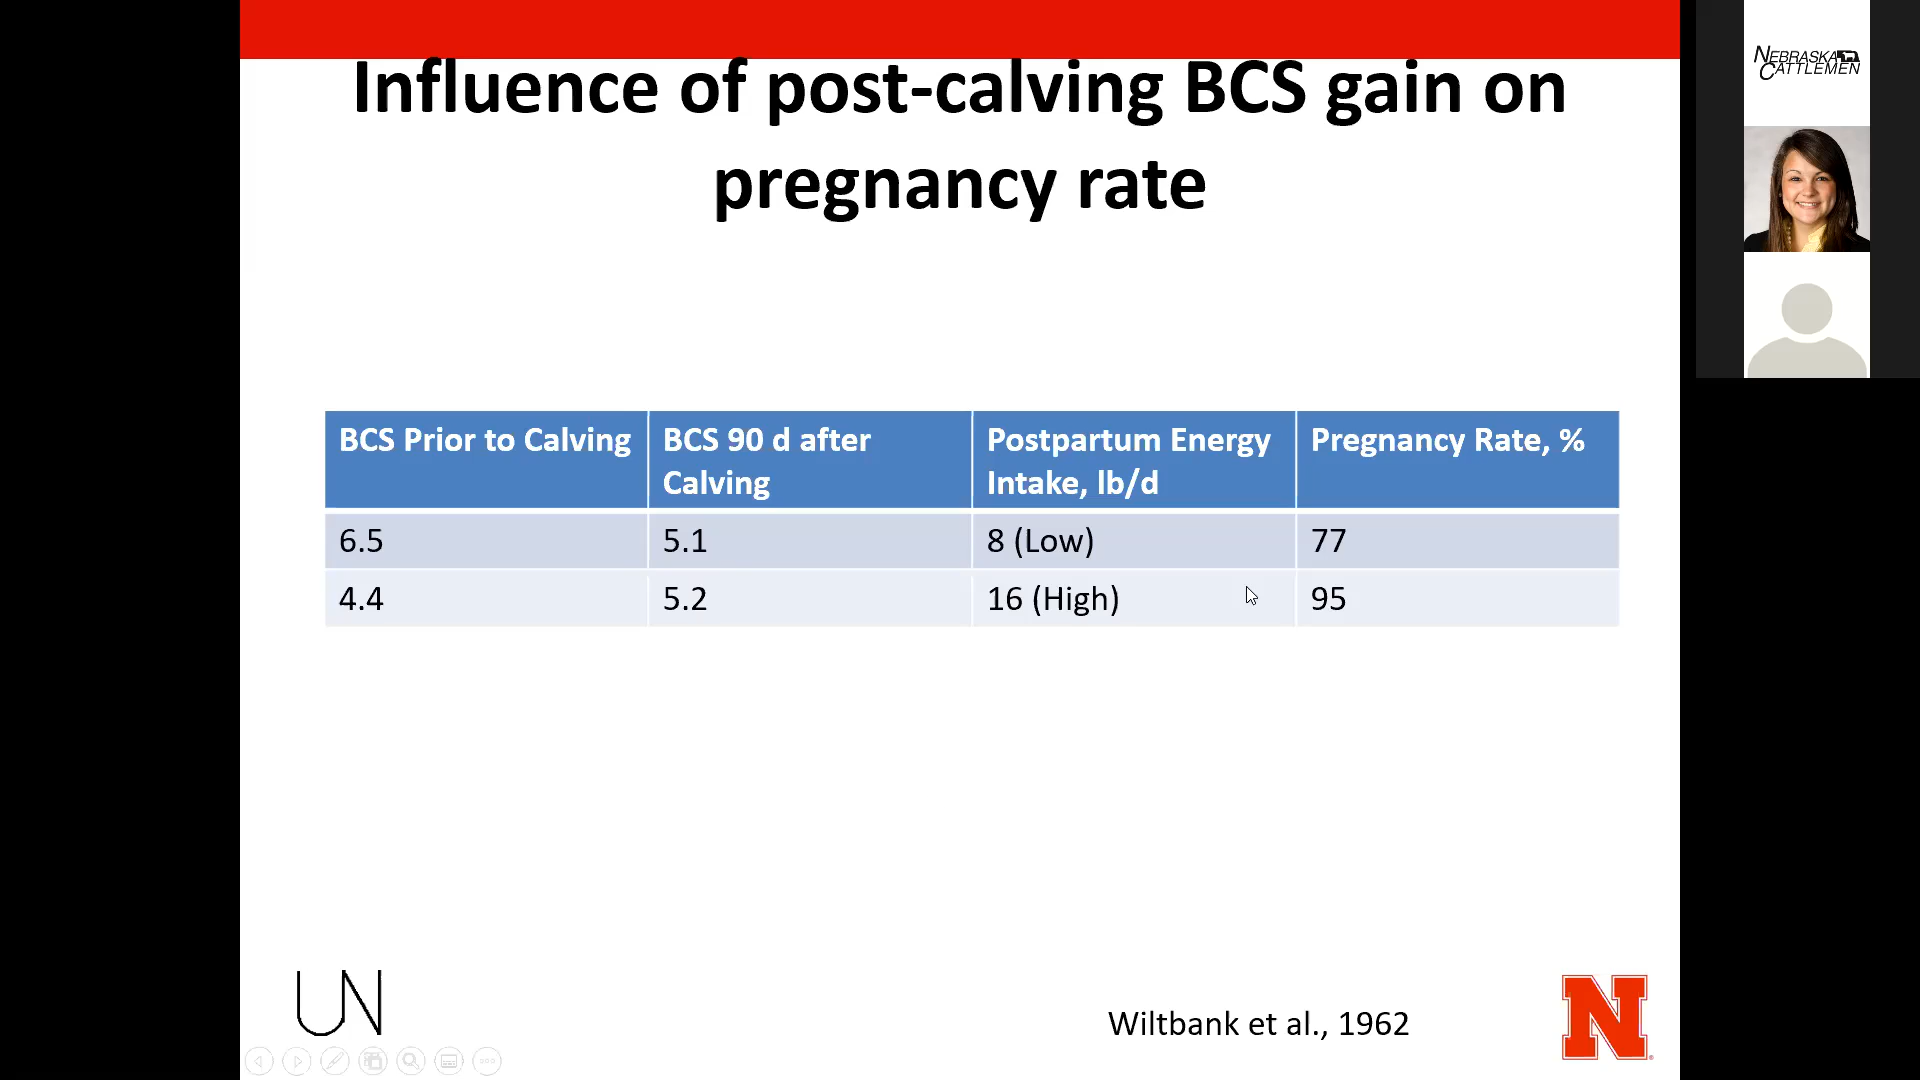 Influence of post-calving BCS gain on
pregnancy rate
BCS Prior to Calving
BCS 90 d after
Calving
Postpartum Energy
Intake, lb/d
Pregnancy Rate, %
6.5
5.1
8 (Low)
77
4.4
5.2
16 (High)
95
UN
Wiltbank et al., 1962
N
NEBRASKA
CATTLEMEN